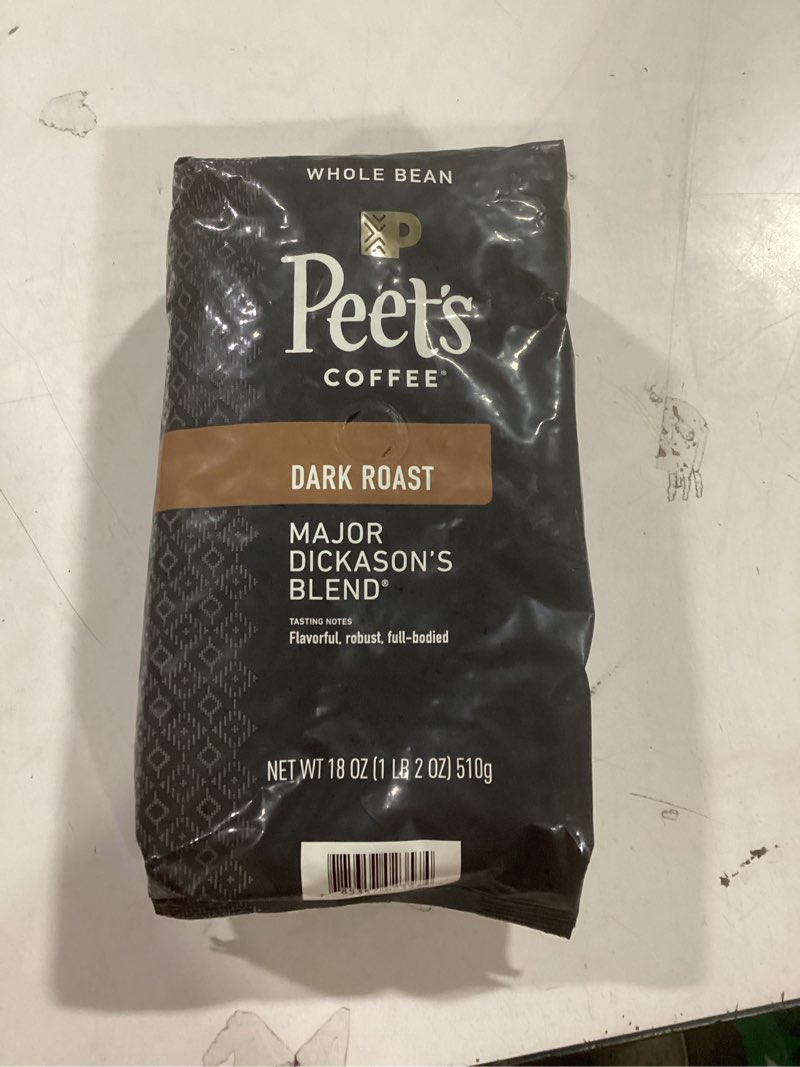 WHOLE BEAN
P
Peet's
COFFEE®
DARK ROAST
MAJOR
DICKASON'S
BLEND®
TASTING NOTES
Flavorful, robust, full-bodied
NET WT 18 OZ (1 LB 2 OZ) 510g